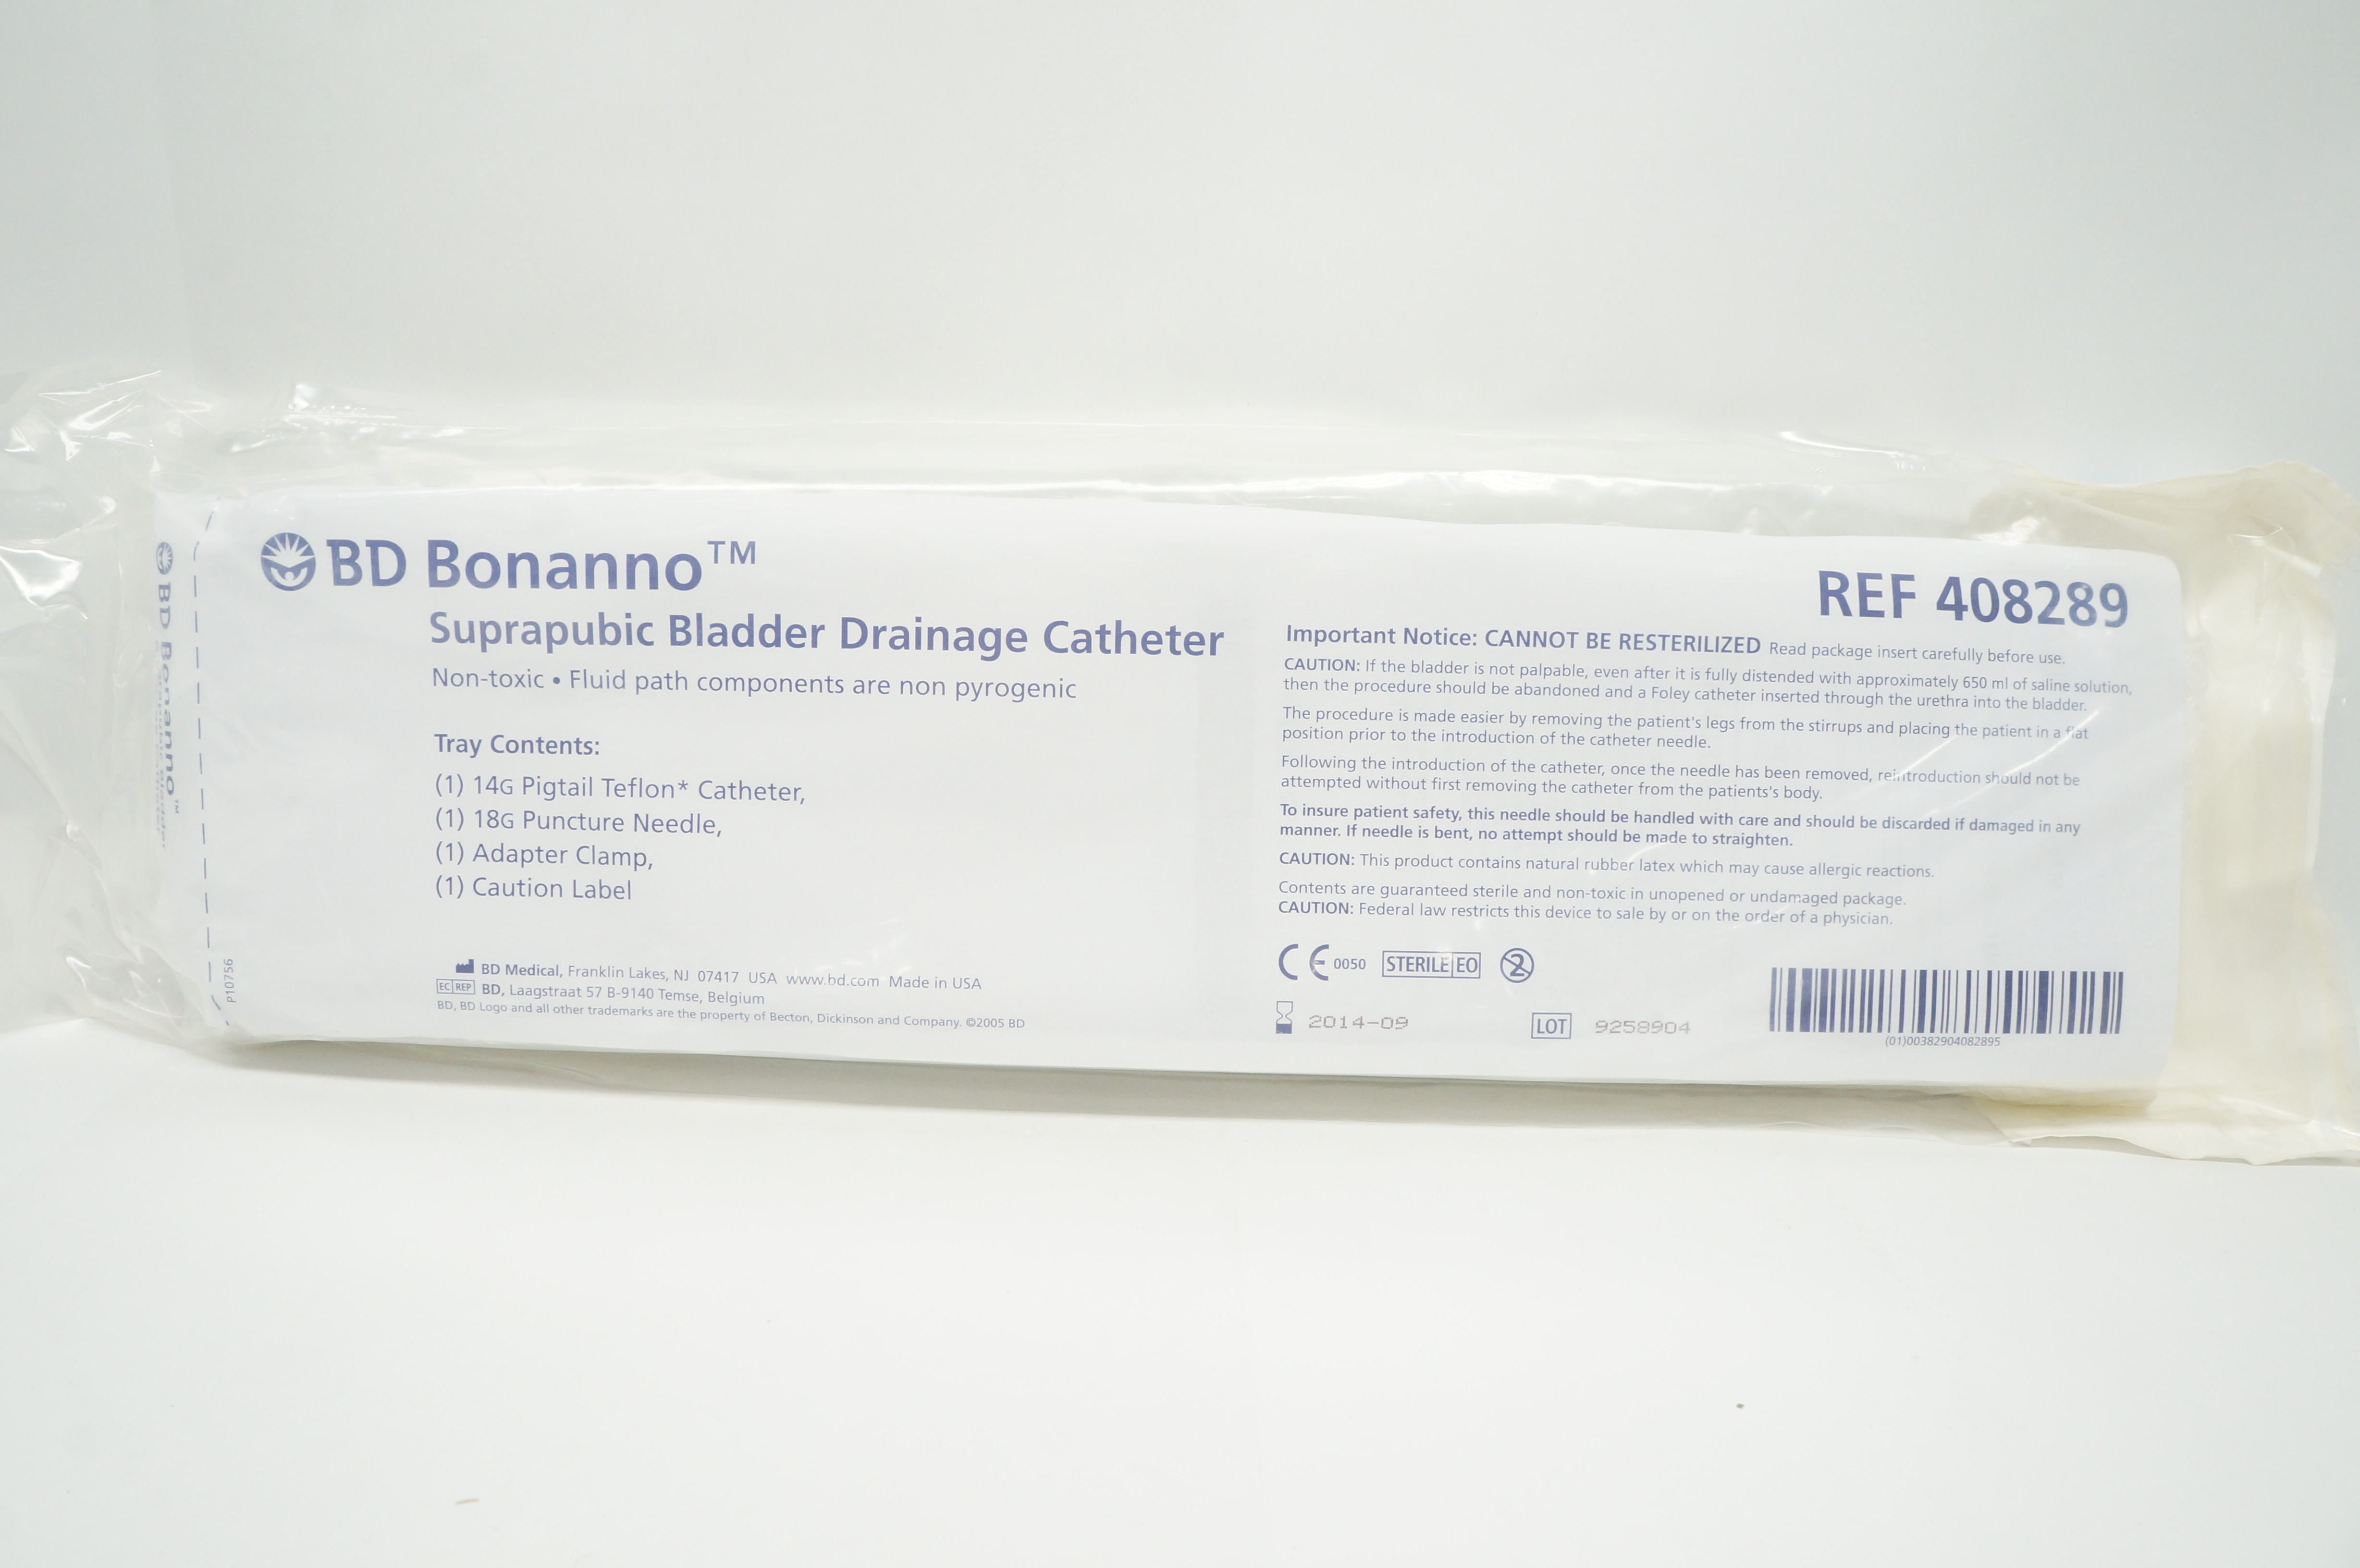 BD Bonanno™
Suprapubic Bladder Drainage Catheter
Non-toxic • Fluid path components are non pyrogenic
Tray Contents:
(1) 14G Pigtail Teflon* Catheter,
(1) 18G Puncture Needle,
(1) Adapter Clamp,
(1) Caution Label
BD Medical, Franklin Lakes, NJ 07417 USA www.bd.com Made in USA
EC REP BD, Laagstraat 57 B-9140 Temse, Belgium
BD, BD Logo and all other trademarks are the property of Becton, Dickinson and Company. ©2005 BD
P10756
BD Bonanno™
REF 408289
Important Notice: CANNOT BE RESTERILIZED Read package insert carefully before use.
CAUTION: If the bladder is not palpable, even after it is fully distended with approximately 650 ml of saline solution,
then the procedure should be abandoned and a Foley catheter inserted through the urethra into the bladder.
The procedure is made easier by removing the patient's legs from the stirrups and placing the patient in a flat
position prior to the introduction of the catheter needle.
Following the introduction of the catheter, once the needle has been removed, reintroduction should not be
attempted without first removing the catheter from the patients's body.
To insure patient safety, this needle should be handled with care and should be discarded if damaged in any
manner. If needle is bent, no attempt should be made to straighten.
CAUTION: This product contains natural rubber latex which may cause allergic reactions.
Contents are guaranteed sterile and non-toxic in unopened or undamaged package.
CAUTION: Federal law restricts this device to sale by or on the order of a physician.
CE 0050 STERILE EO 2
2014-09 LOT 9258904
(01)00382904082895